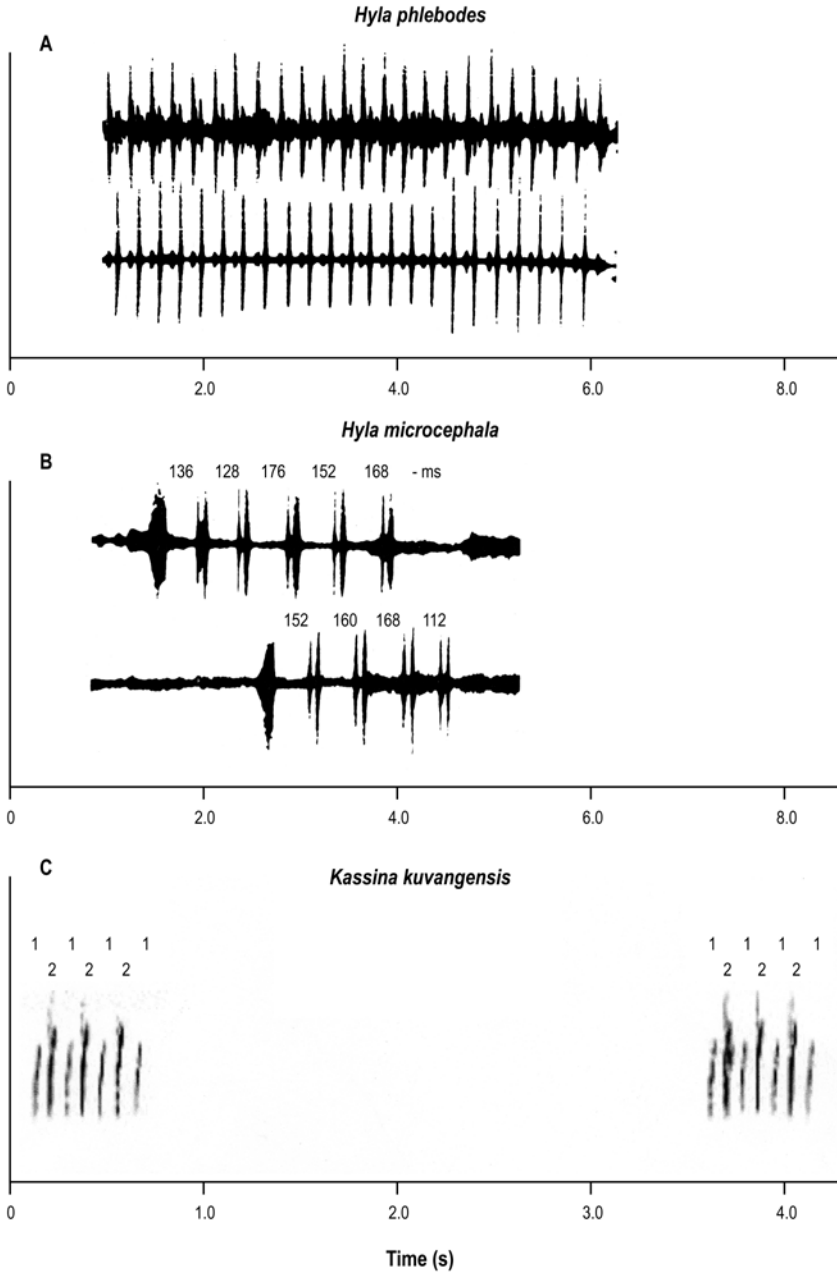 Hyla phlebodes
A
0 2.0 4.0 6.0 8.0
Hyla microcephala
B
136 128 176 152 168 - ms
152 160 168 112
0 2.0 4.0 6.0 8.0
C
Kassina kuvangensis
1 1 1 1 1 1 1 1
2 2 2 2 2 2
0 1.0 2.0 3.0 4.0
Time (s)